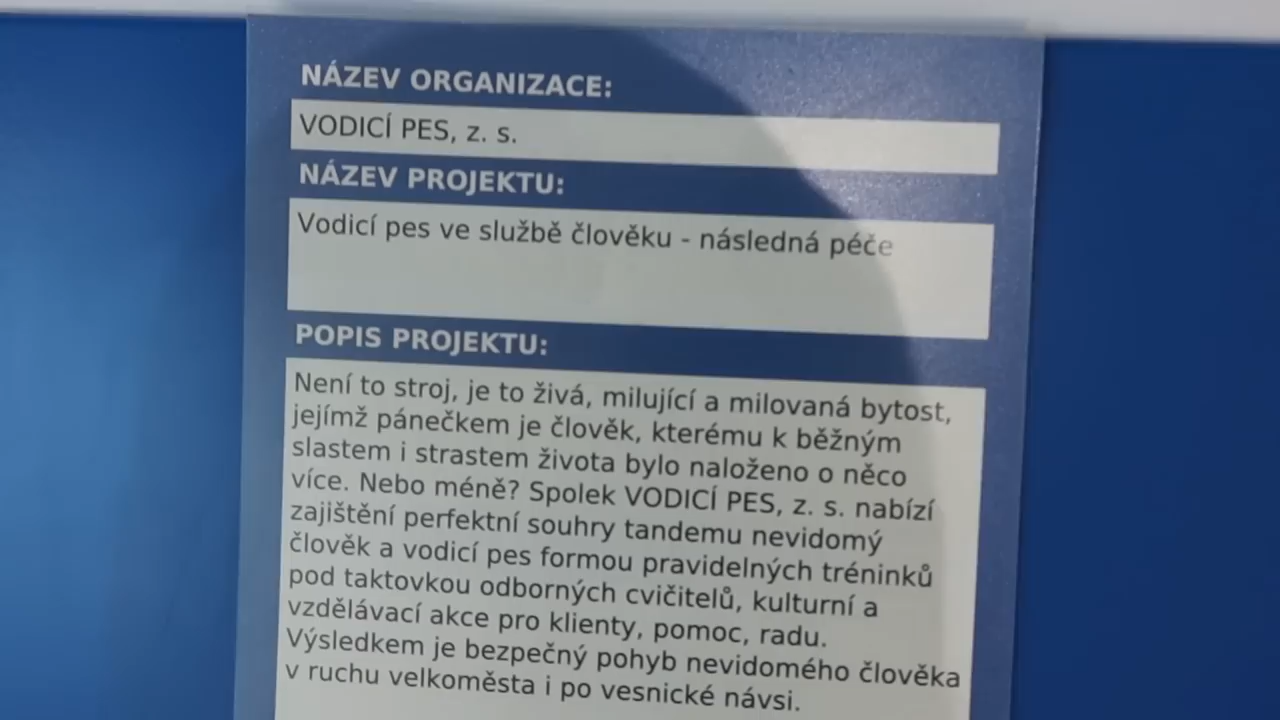 NÁZEV ORGANIZACE:
VODICÍ PES, z. s.
NÁZEV PROJEKTU:
Vodicí pes ve službě člověku - následná péče
POPIS PROJEKTU:
Není to stroj, je to živá, milující a milovaná bytost,
jejímž pánečkem je člověk, kterému k běžným
slastem i strastem života bylo naloženo o něco
více. Nebo méně? Spolek VODICÍ PES, z. s. nabízí
zajištění perfektní souhry tandemu nevidomý
člověk a vodicí pes formou pravidelných tréninků
pod taktovkou odborných cvičitelů, kulturní a
vzdělávací akce pro klienty, pomoc, radu.
Výsledkem je bezpečný pohyb nevidomého člověka
v ruchu velkoměsta i po vesnické návsi.